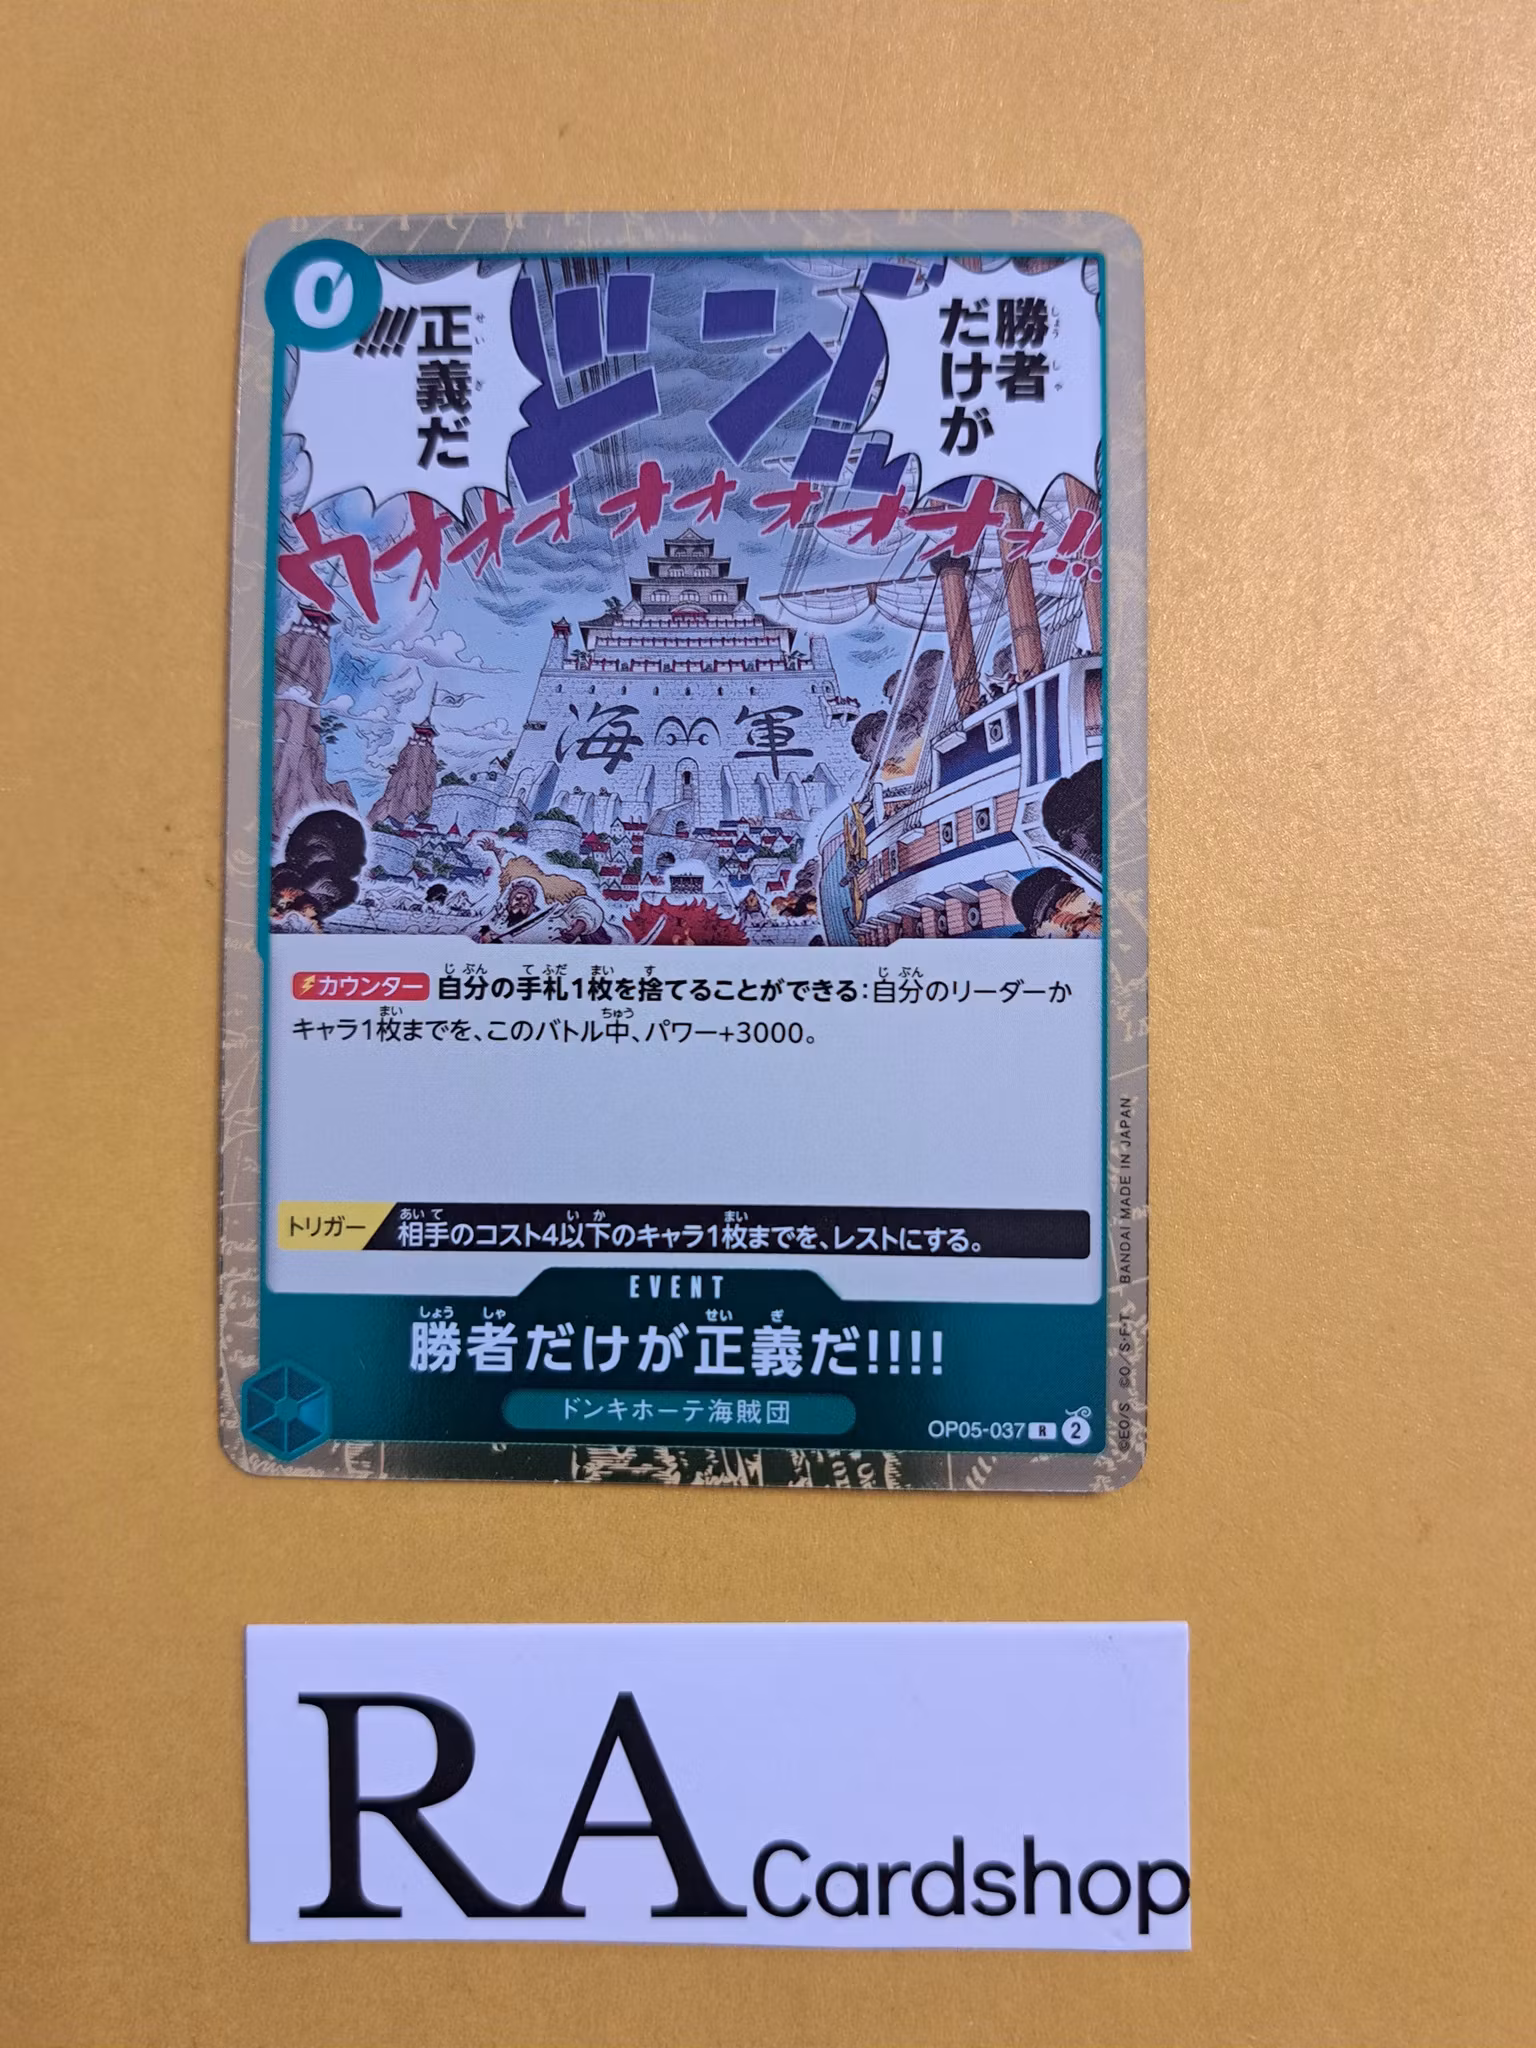 0
勝者
だけが
正義だ
!!!!
ドン
ウオオオオオオオオオオ!!!
海軍
カウンター 自分の手札1枚を捨てることができる:自分のリーダーか
キャラ1枚までを、このバトル中、パワー+3000。
トリガー 相手のコスト4以下のキャラ1枚までを、レストにする。
EVENT
勝者だけが正義だ!!!!
ドンキホーテ海賊団
OP05-037 R 2
©EO/S ©O/S·F·T BANDAI MADE IN JAPAN
RA Cardshop